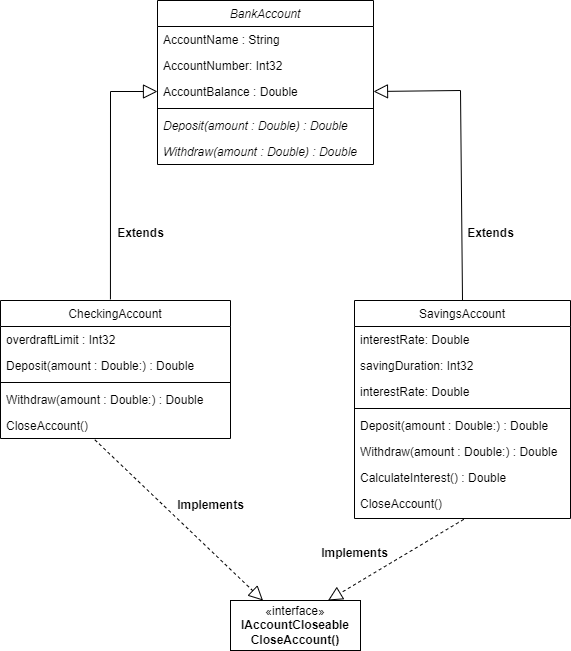 BankAccount
AccountName : String
AccountNumber: Int32
AccountBalance : Double
Deposit(amount : Double) : Double
Withdraw(amount : Double) : Double
Extends
Extends
CheckingAccount
overdraftLimit : Int32
Deposit(amount : Double:) : Double
Withdraw(amount : Double:) : Double
CloseAccount()
SavingsAccount
interestRate: Double
savingDuration: Int32
interestRate: Double
Deposit(amount : Double:) : Double
Withdraw(amount : Double:) : Double
CalculateInterest() : Double
CloseAccount()
Implements
Implements
«interface»
IAccountCloseable
CloseAccount()